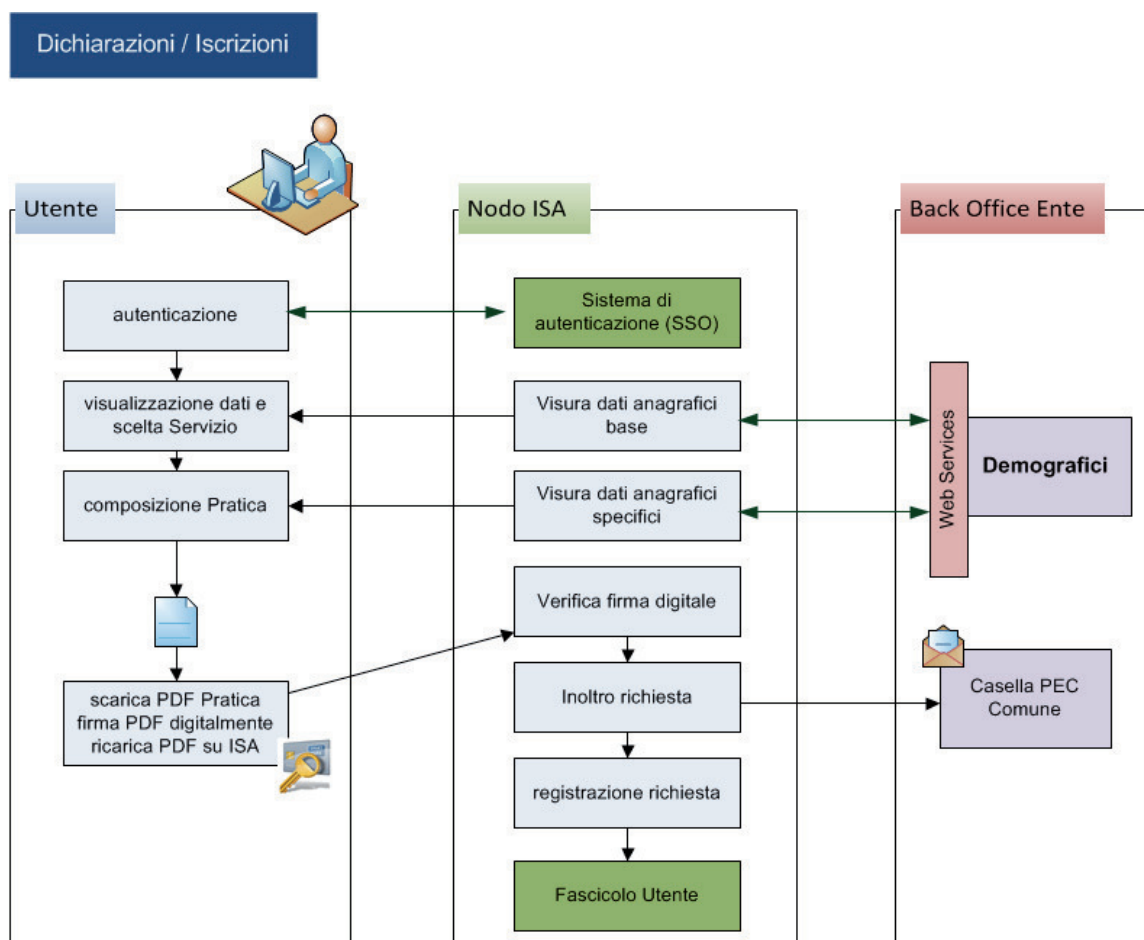 Dichiarazioni / Iscrizioni
Utente
Nodo ISA
Back Office Ente
autenticazione
Sistema di
autenticazione (SSO)
visualizzazione dati e
scelta Servizio
Visura dati anagrafici
base
Web Services
Demografici
composizione Pratica
Visura dati anagrafici
specifici
Verifica firma digitale
scarica PDF Pratica
firma PDF digitalmente
ricarica PDF su ISA
Inoltro richiesta
Casella PEC
Comune
registrazione richiesta
Fascicolo Utente